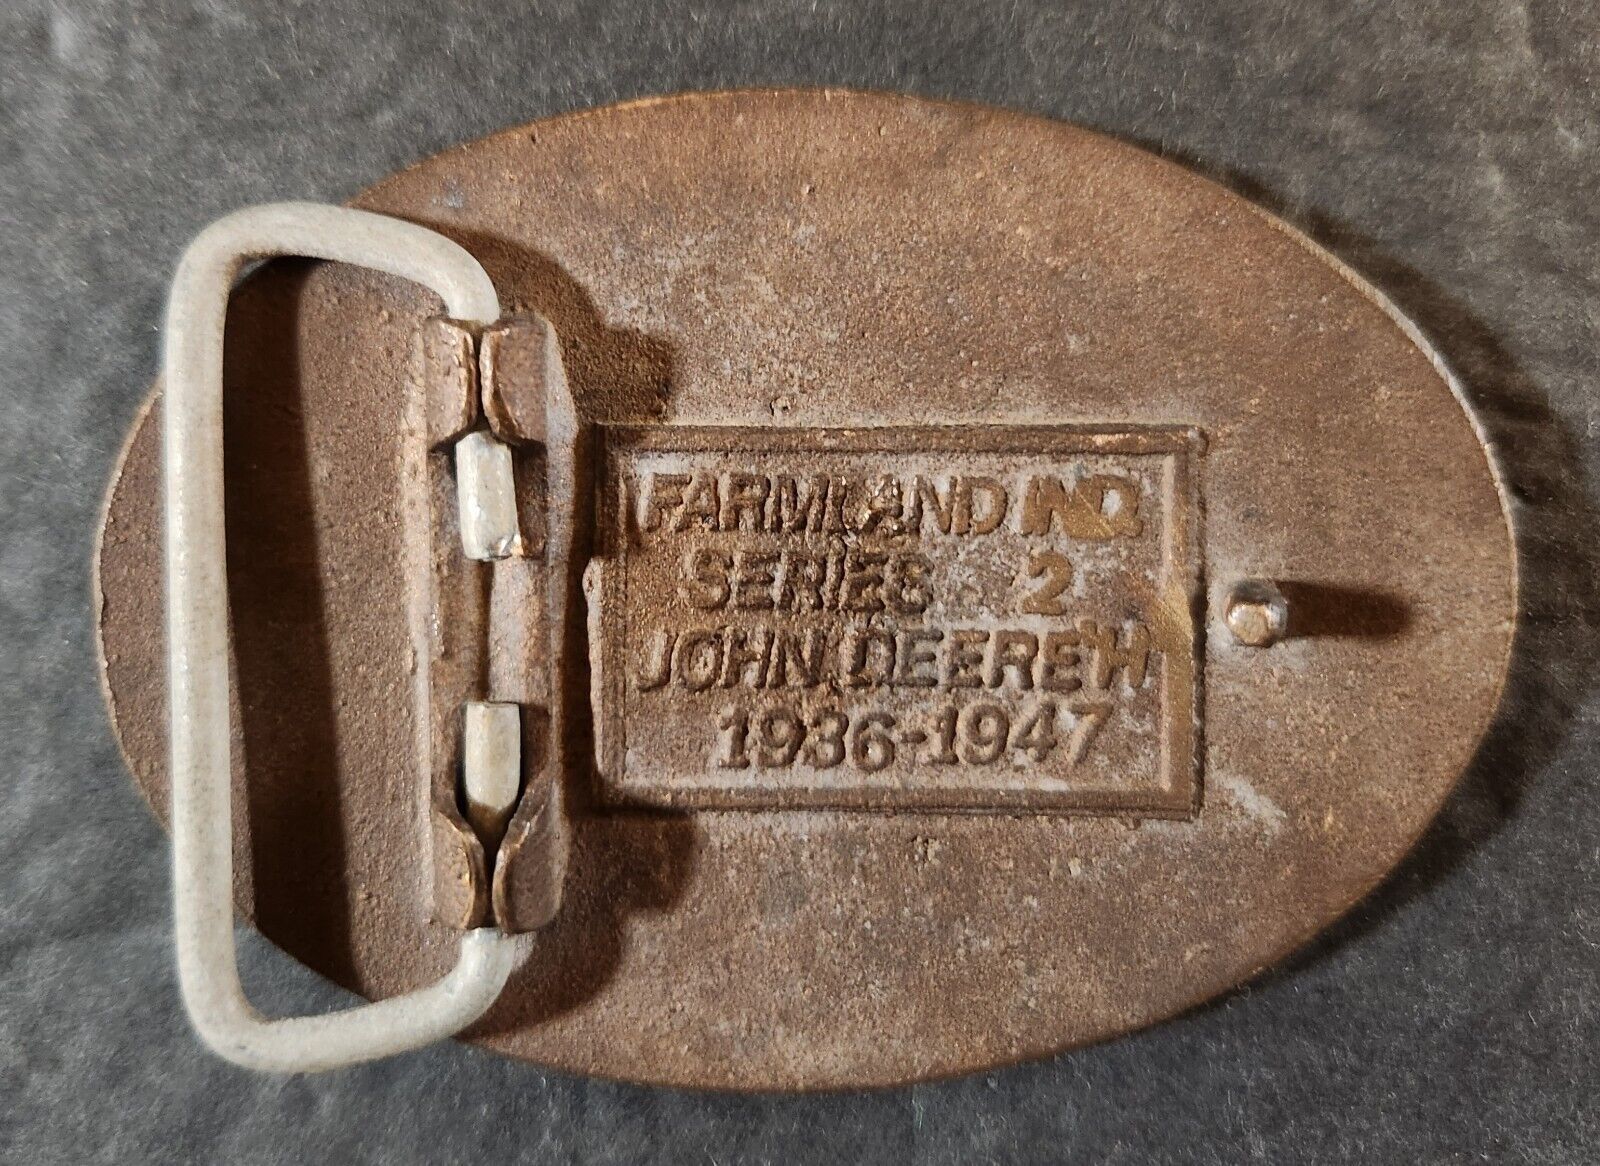 FARMLAND IND.
SERIES 2
JOHN DEERE "H"
1936-1947